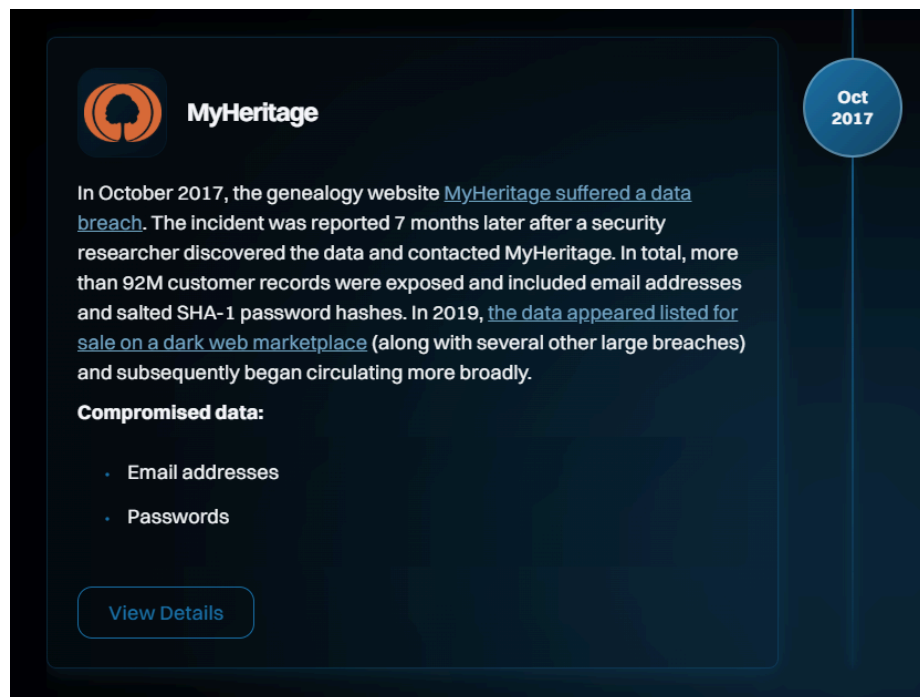 MyHeritage
Oct
2017
In October 2017, the genealogy website MyHeritage suffered a data
breach. The incident was reported 7 months later after a security
researcher discovered the data and contacted MyHeritage. In total, more
than 92M customer records were exposed and included email addresses
and salted SHA-1 password hashes. In 2019, the data appeared listed for
sale on a dark web marketplace (along with several other large breaches)
and subsequently began circulating more broadly.
Compromised data:
Email addresses
Passwords
View Details